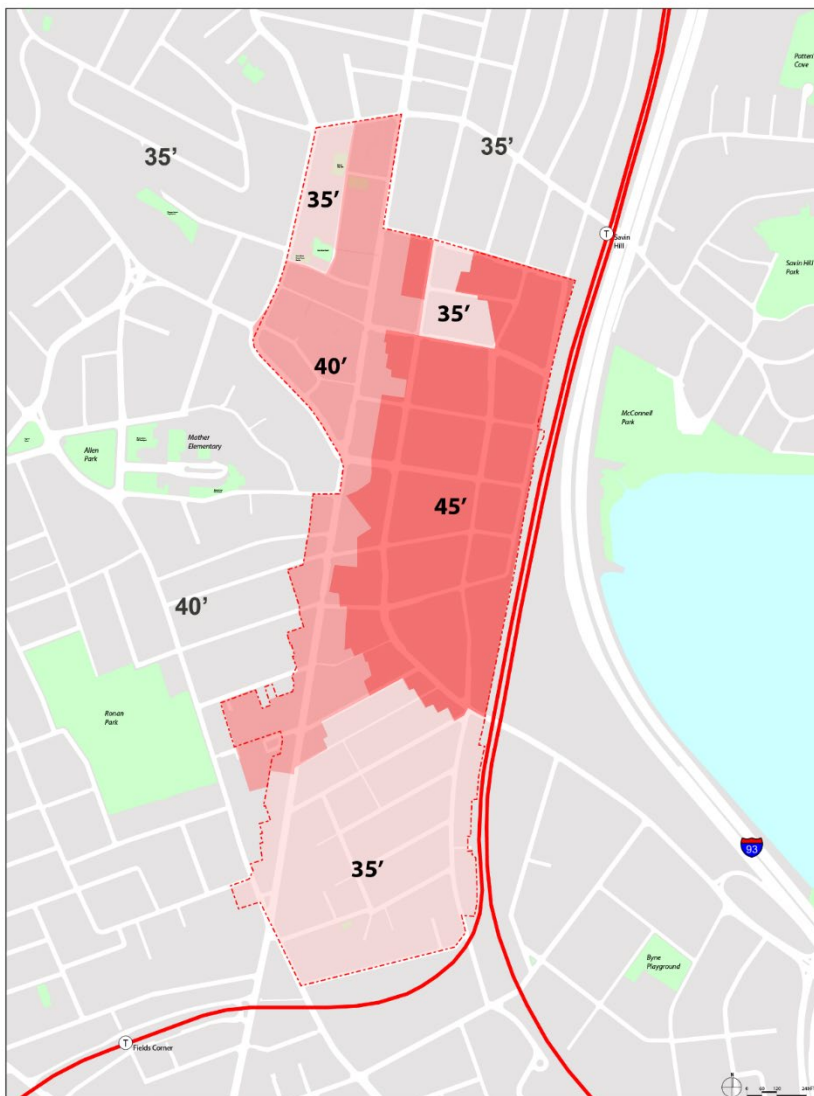 Patten
Cove
35'
35'
35'
T
Savin
Hill
Savin Hill
Park
35'
40'
McConnell
Park
Mather
Elementary
Allen
Park
45'
40'
Ronan
Park
93
35'
Byne
Playground
T
Fields Corner